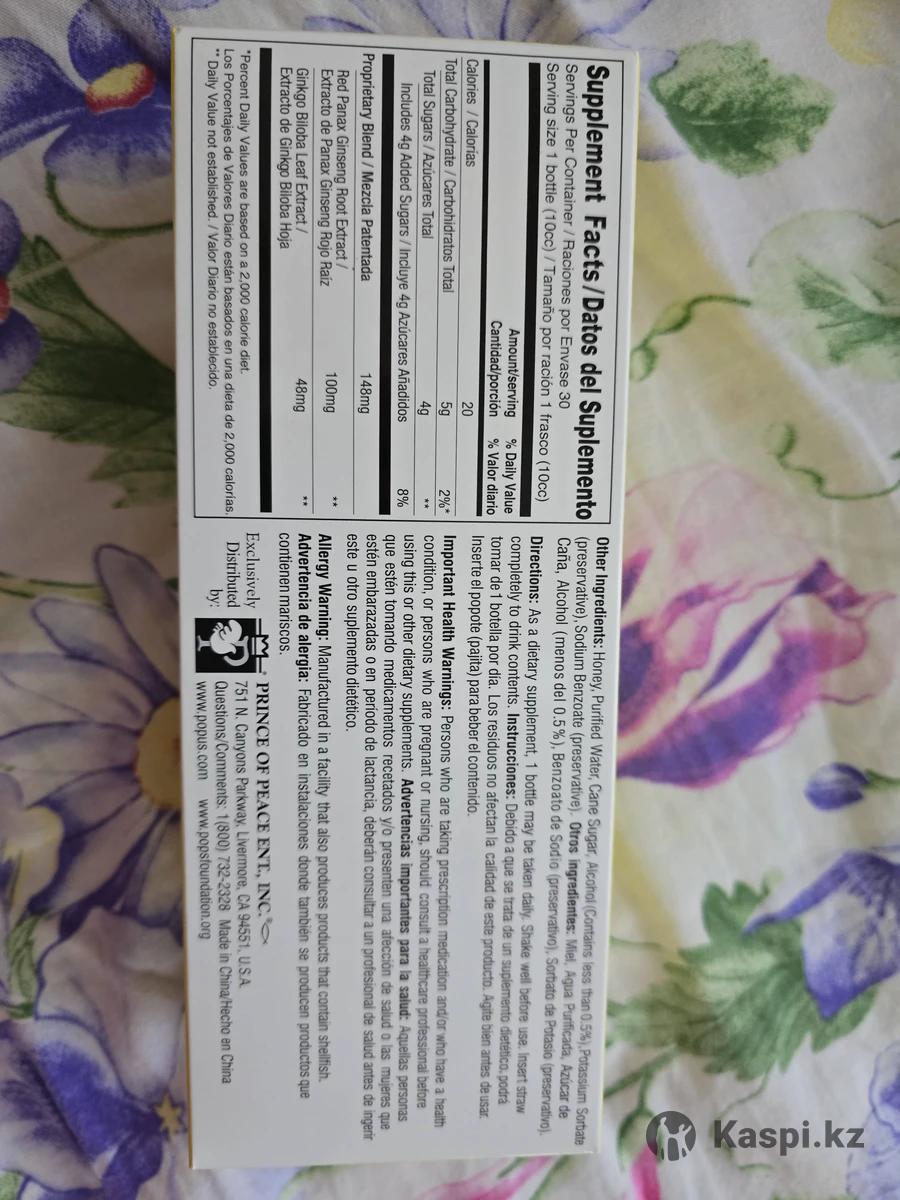 Supplement Facts/Datos del Suplemento
Servings Per Container / Raciones por Envase 30
Serving size 1 bottle (10cc) / Tamaño por ración 1 frasco (10cc)
Amount/serving % Daily Value
Cantidad/porción % Valor diario
Calories / Calorías 20
Total Carbohydrate / Carbohidratos Total 5g 2%*
Total Sugars / Azúcares Total 4g **
Includes 4g Added Sugars / Incluye 4g Azúcares Añadidos 8%
Proprietary Blend / Mezcla Patentada 148mg
Red Panax Ginseng Root Extract / 100mg **
Extracto de Panax Ginseng Rojo Raíz
Ginkgo Biloba Leaf Extract / 48mg **
Extracto de Ginkgo Biloba Hoja
*Percent Daily Values are based on a 2,000 calorie diet.
Los Porcentajes de Valores Diario están basados en una dieta de 2,000 calorías.
**Daily Value not established. / Valor Diario no establecido.
Other Ingredients: Honey, Purified Water, Cane Sugar, Alcohol (Contains less than 0.5%), Potassium Sorbate
(preservative), Sodium Benzoate (preservative). Otros ingredientes: Miel, Agua Purificada, Azúcar de
Caña, Alcohol (menos del 0.5%), Benzoato de Sodio (preservativo), Sorbato de Potasio (preservativo).
Directions: As a dietary supplement, 1 bottle may be taken daily. Shake well before use. Insert straw
completely to drink contents. Instrucciones: Debido a que se trata de un suplemento dietético, podrá
tomar de 1 botella por día. Los residuos no afectan la calidad de este producto. Agite bien antes de usar.
Inserte el popote (pajita) para beber el contenido.
Important Health Warnings: Persons who are taking prescription medication and/or who have a health
condition, or persons who are pregnant or nursing, should consult a healthcare professional before
using this or other dietary supplements. Advertencias importantes para la salud: Aquellas personas
que estén tomando medicamentos recetados y/o presenten una afección de salud o las mujeres que
estén embarazadas o en período de lactancia, deberán consultar a un profesional de salud antes de ingerir
este u otro suplemento dietético.
Allergy Warning: Manufactured in a facility that also produces products that contain shellfish.
Advertencia de alergia: Fabricado en instalaciones donde también se producen productos que
contienen mariscos.
Exclusively
Distributed
by:
PRINCE OF PEACE ENT., INC.®
751 N. Canyons Parkway, Livermore, CA 94551, U.S.A.
Questions/Comments: 1(800) 732-2328 Made in China/Hecho en China
www.popus.com www.popsfoundation.org
Kaspi.kz